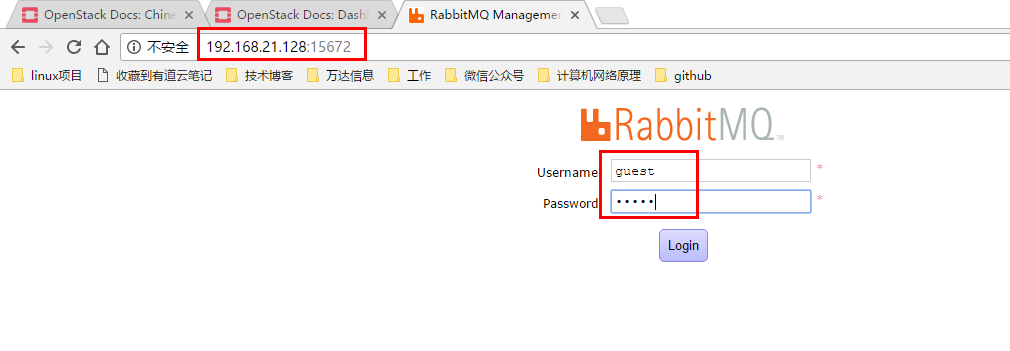 OpenStack Docs: Chine
OpenStack Docs: Dash
RabbitMQ Managemen
不安全 192.168.21.128:15672
linux项目 收藏到有道云笔记 技术博客 万达信息 工作 微信公众号 计算机网络原理 github
RabbitMQ™
Username guest *
Password ••••• *
Login